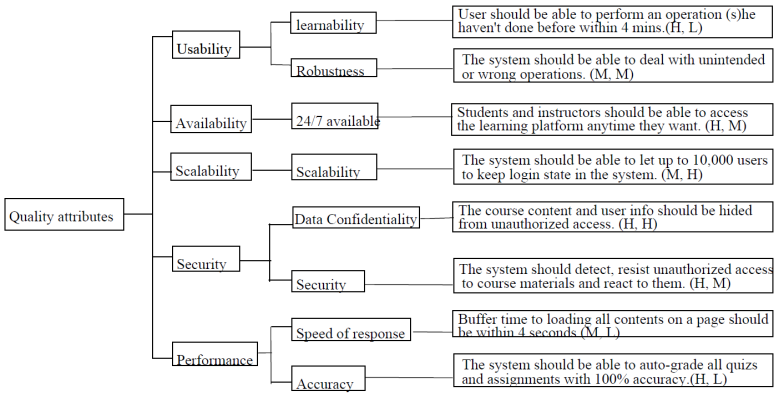 Quality attributes
Usability
learnability
User should be able to perform an operation (s)he
haven't done before within 4 mins.(H, L)
Robustness
The system should be able to deal with unintended
or wrong operations. (M, M)
Availability
24/7 available
Students and instructors should be able to access
the learning platform anytime they want. (H, M)
Scalability
Scalability
The system should be able to let up to 10,000 users
to keep login state in the system. (M, H)
Security
Data Confidentiality
The course content and user info should be hided
from unauthorized access. (H, H)
Security
The system should detect, resist unauthorized access
to course materials and react to them. (H, M)
Performance
Speed of response
Buffer time to loading all contents on a page should
be within 4 seconds.(M, L)
Accuracy
The system should be able to auto-grade all quizs
and assignments with 100% accuracy.(H, L)